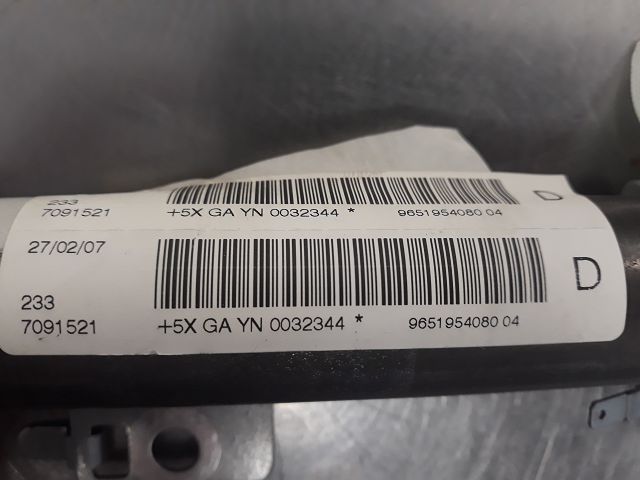 233
7091521 +5X GA YN 0032344 * 9651954080 04 D
27/02/07
D
233
7091521 +5X GA YN 0032344 * 9651954080 04